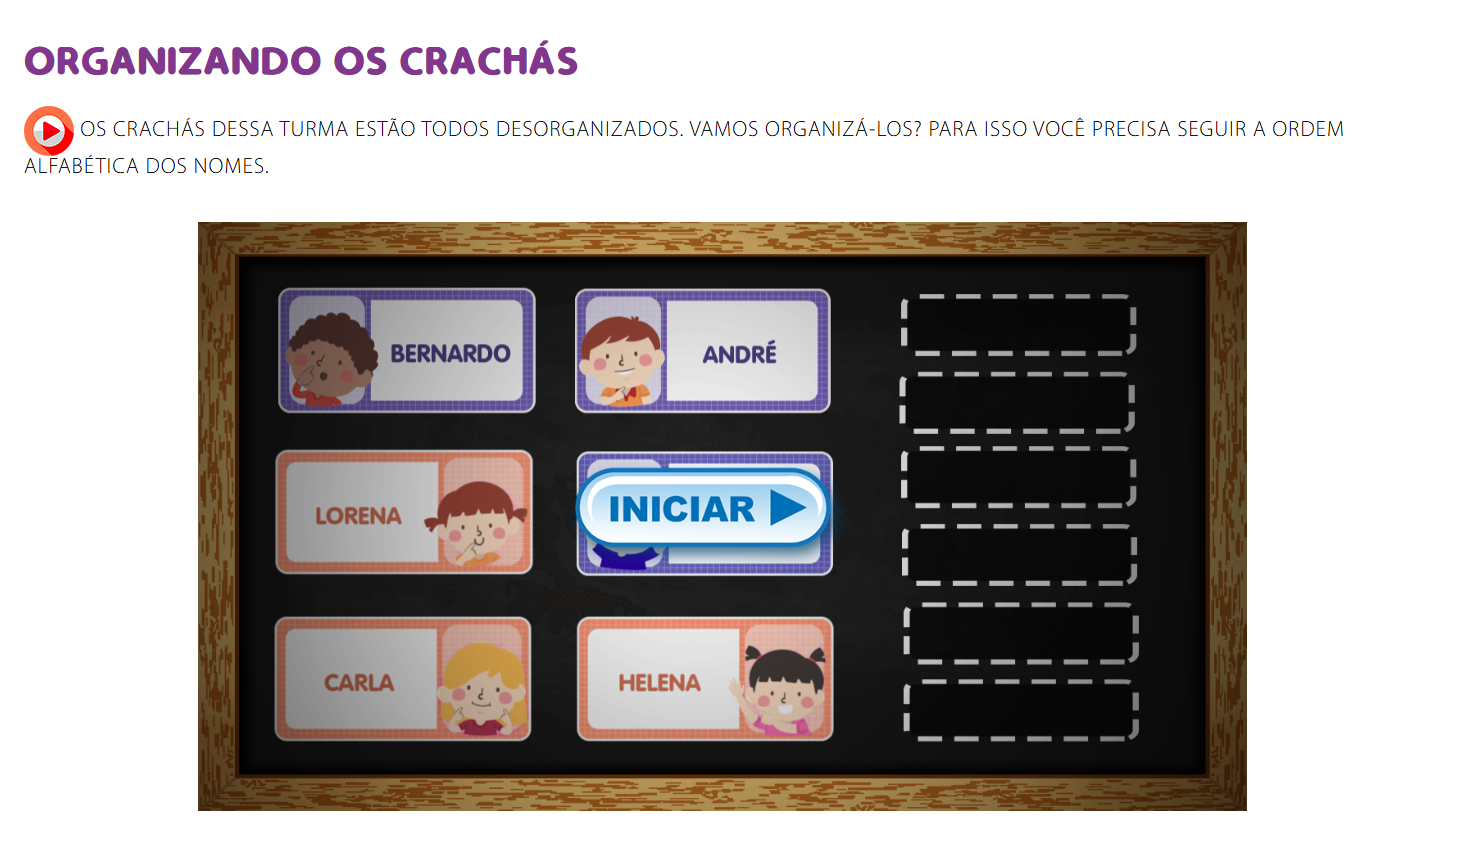 ORGANIZANDO OS CRACHÁS
OS CRACHÁS DESSA TURMA ESTÃO TODOS DESORGANIZADOS. VAMOS ORGANIZÁ-LOS? PARA ISSO VOCÊ PRECISA SEGUIR A ORDEM
ALFABÉTICA DOS NOMES.
BERNARDO
ANDRÉ
LORENA
INICIAR
CARLA
HELENA